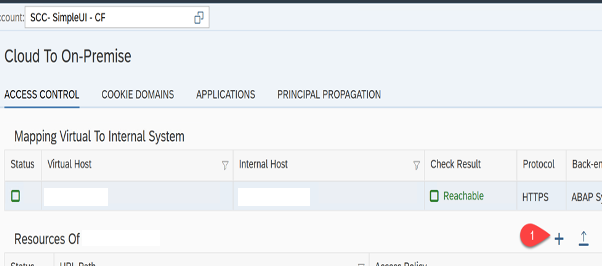 count: SCC- SimpleUI - CF
Cloud To On-Premise
ACCESS CONTROL COOKIE DOMAINS APPLICATIONS PRINCIPAL PROPAGATION
Mapping Virtual To Internal System
Status Virtual Host Internal Host Check Result Protocol Back-en
Reachable HTTPS ABAP Sy
Resources Of 1
Status URL Path Access Policy